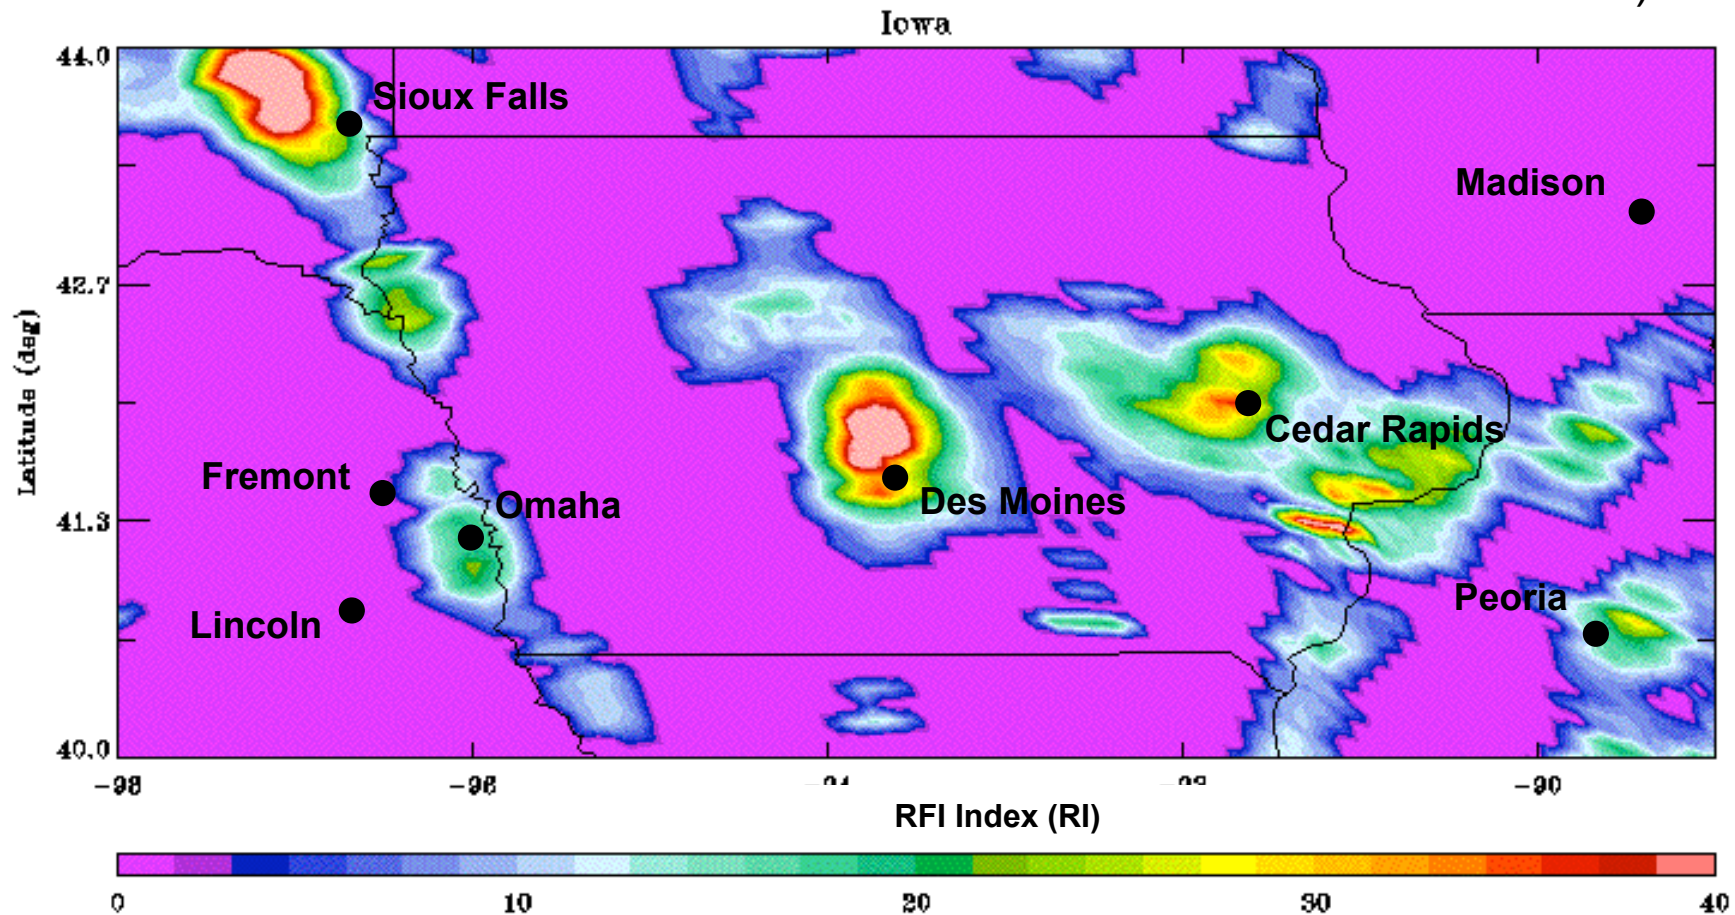 )
Iowa
44.0
Sioux Falls
Madison
42.7
Latitude (deg)
Cedar Rapids
Fremont
Omaha
Des Moines
41.3
Peoria
Lincoln
40.0
-98
-96
-90
RFI Index (RI)
0 10 20 30 40